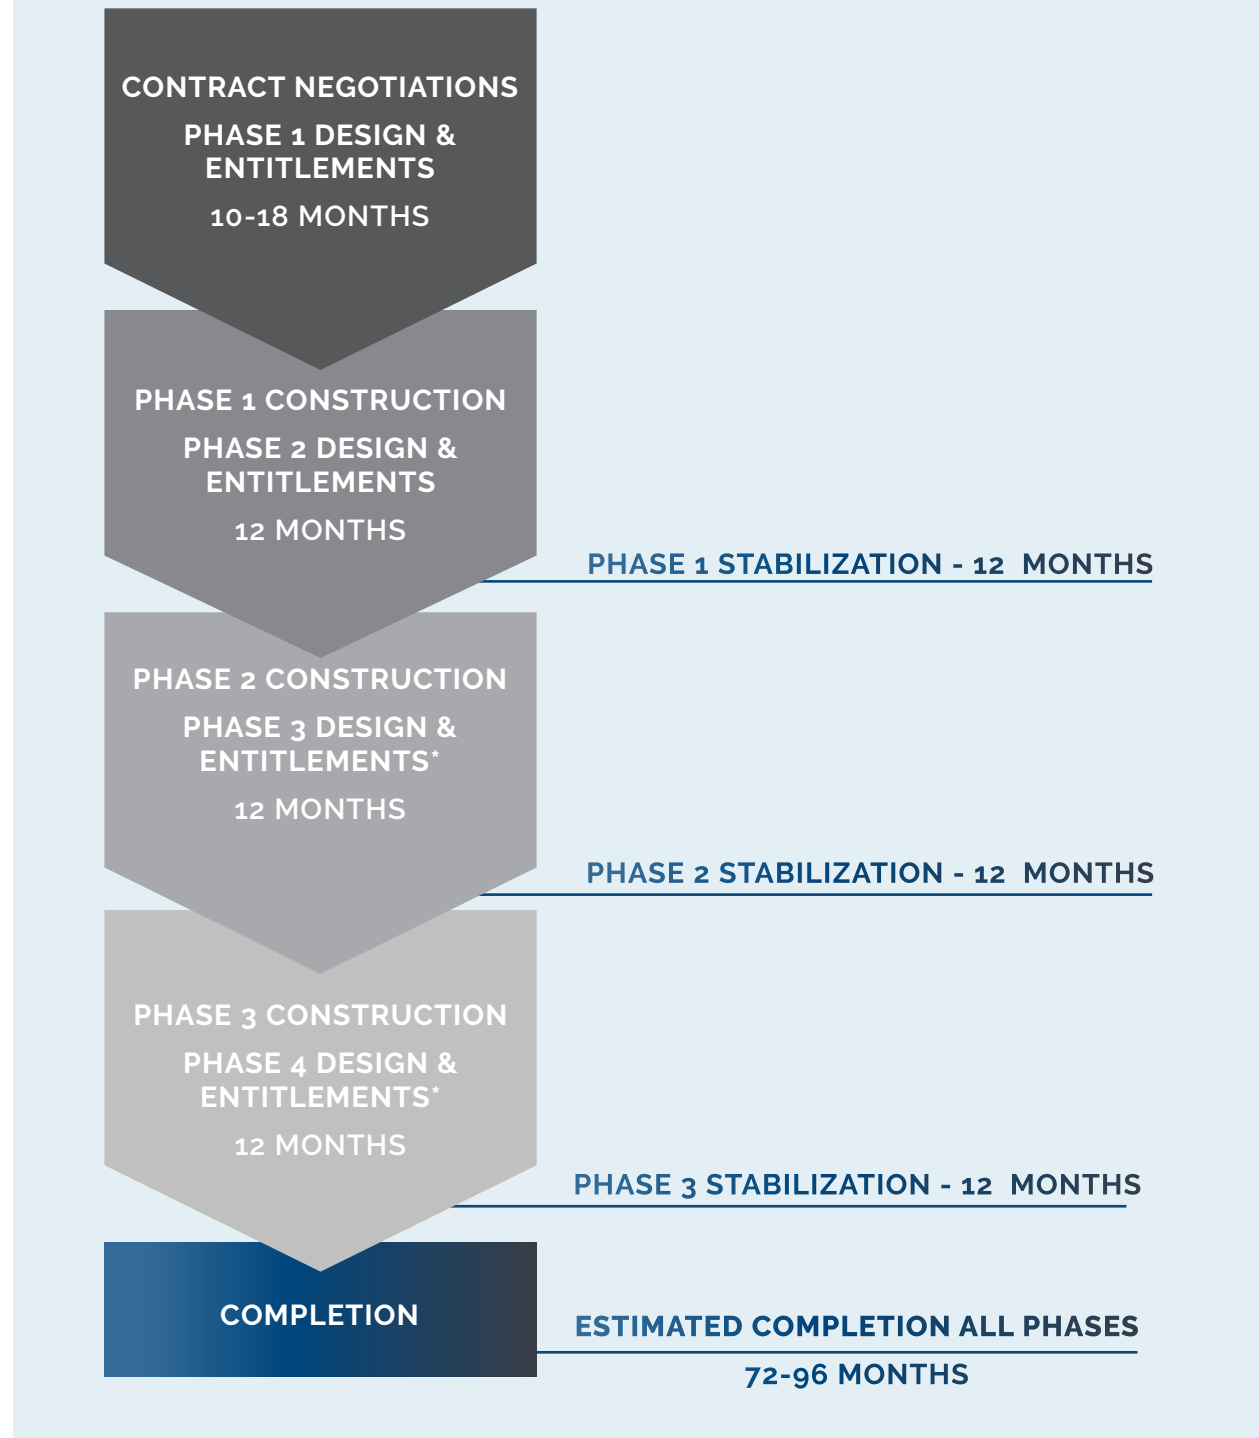 CONTRACT NEGOTIATIONS
PHASE 1 DESIGN &
ENTITLEMENTS
10-18 MONTHS
PHASE 1 CONSTRUCTION
PHASE 2 DESIGN &
ENTITLEMENTS
12 MONTHS
PHASE 1 STABILIZATION - 12 MONTHS
PHASE 2 CONSTRUCTION
PHASE 3 DESIGN &
ENTITLEMENTS*
12 MONTHS
PHASE 2 STABILIZATION - 12 MONTHS
PHASE 3 CONSTRUCTION
PHASE 4 DESIGN &
ENTITLEMENTS*
12 MONTHS
PHASE 3 STABILIZATION - 12 MONTHS
COMPLETION
ESTIMATED COMPLETION ALL PHASES
72-96 MONTHS